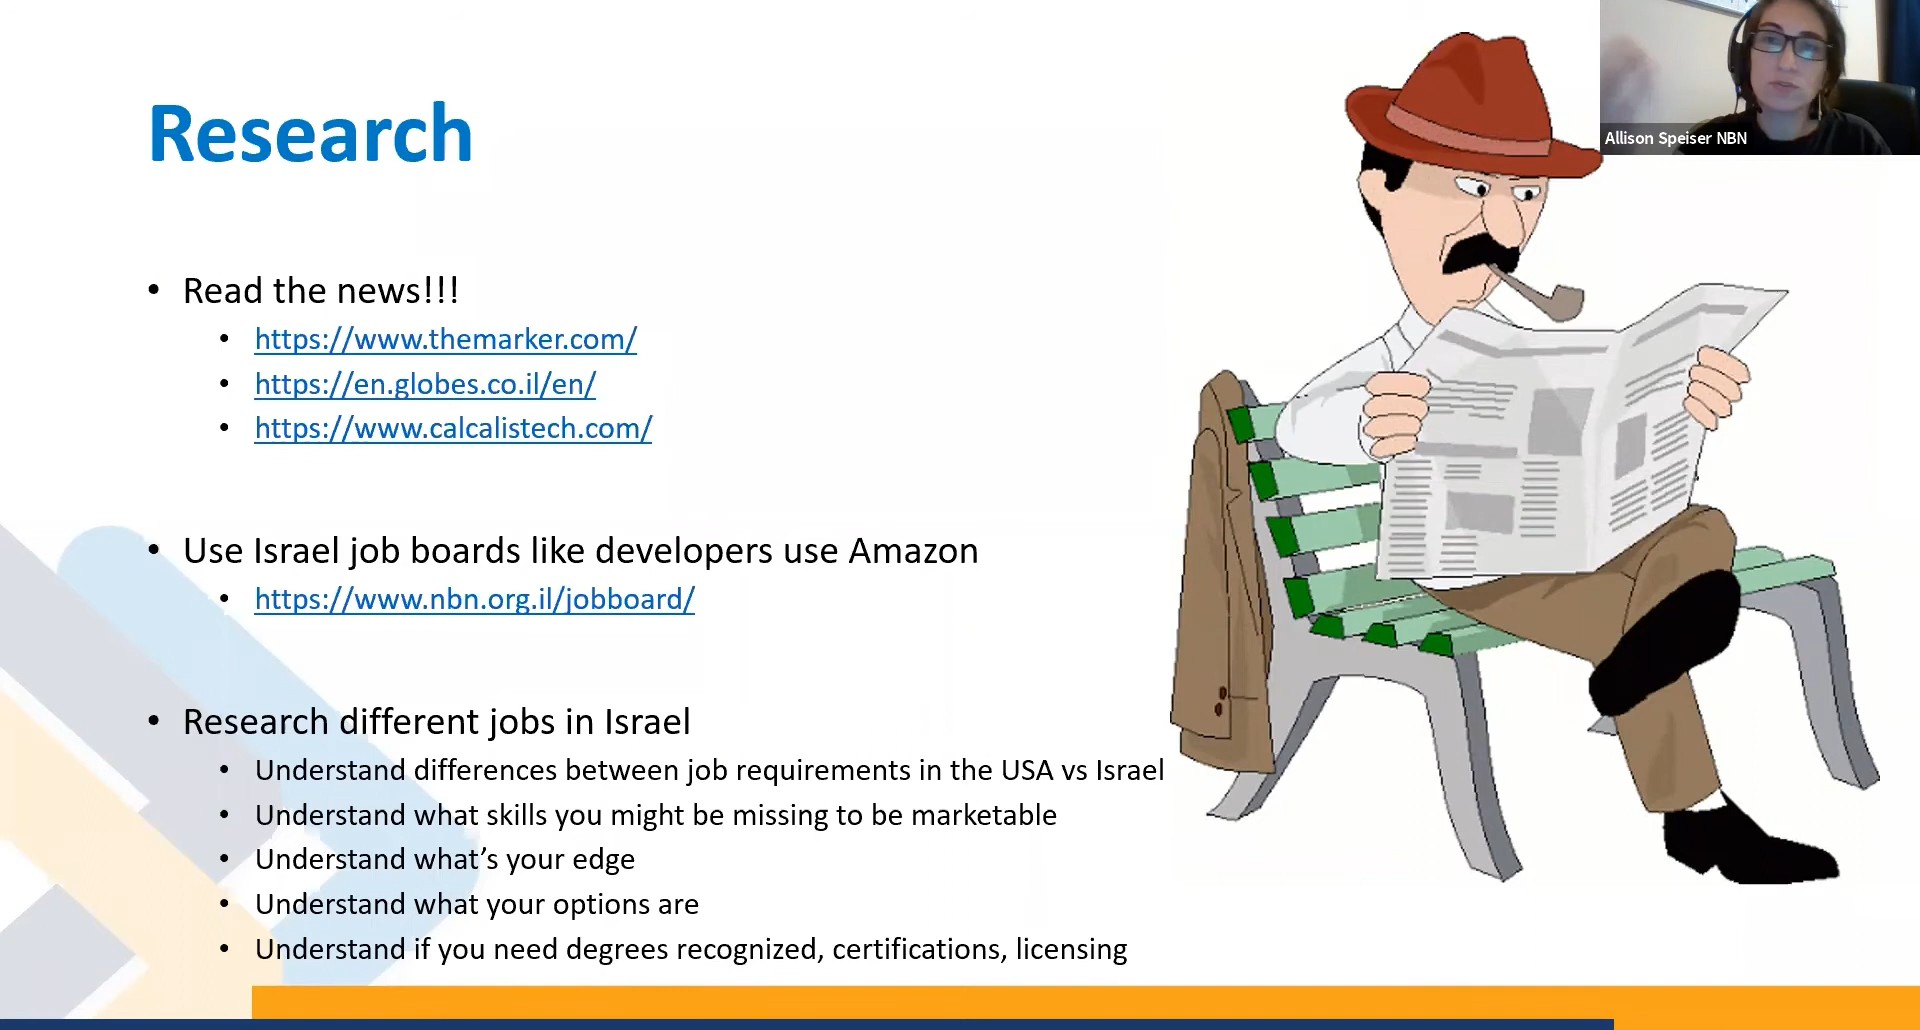 Research
• Read the news!!!
• https://www.themarker.com/
• https://en.globes.co.il/en/
• https://www.calcalistech.com/
• Use Israel job boards like developers use Amazon
• https://www.nbn.org.il/jobboard/
• Research different jobs in Israel
• Understand differences between job requirements in the USA vs Israel
• Understand what skills you might be missing to be marketable
• Understand what’s your edge
• Understand what your options are
• Understand if you need degrees recognized, certifications, licensing
Allison Speiser NBN